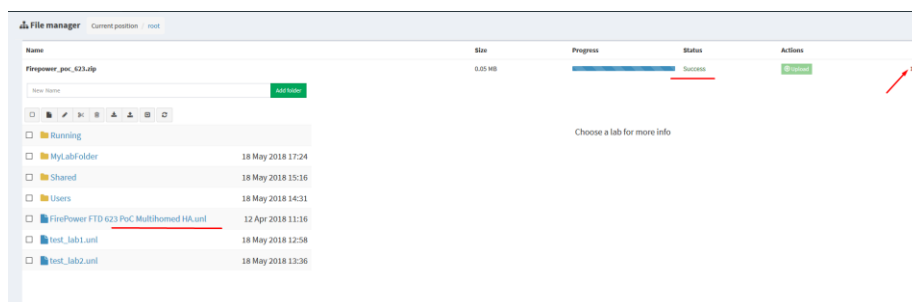 File manager Current position / root
Name Size Progress Status Actions
Firepower_poc_623.zip 0.05 MB Success Upload
New Name Add folder
Choose a lab for more info
Running
MyLabFolder 18 May 2018 17:24
Shared 18 May 2018 15:16
Users 18 May 2018 14:31
FirePower FTD 623 PoC Multihomed HA.unl 12 Apr 2018 11:16
test_lab1.unl 18 May 2018 12:58
test_lab2.unl 18 May 2018 13:36